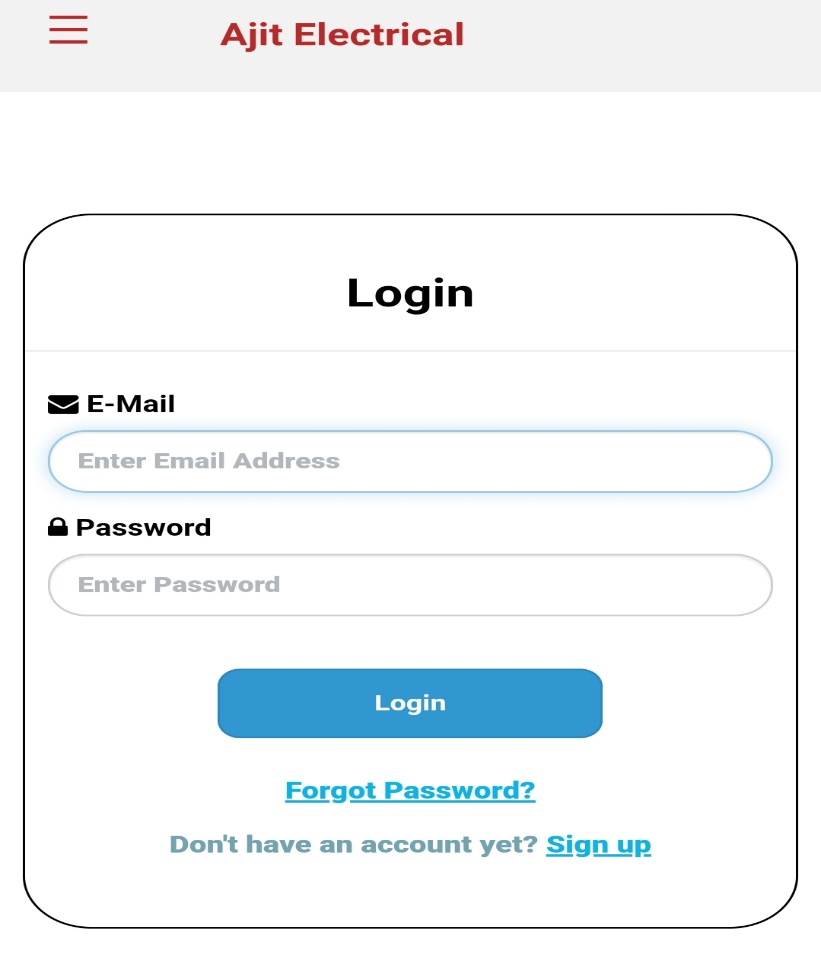 Ajit Electrical
Login
E-Mail
Enter Email Address
Password
Enter Password
Login
Forgot Password?
Don't have an account yet? Sign up